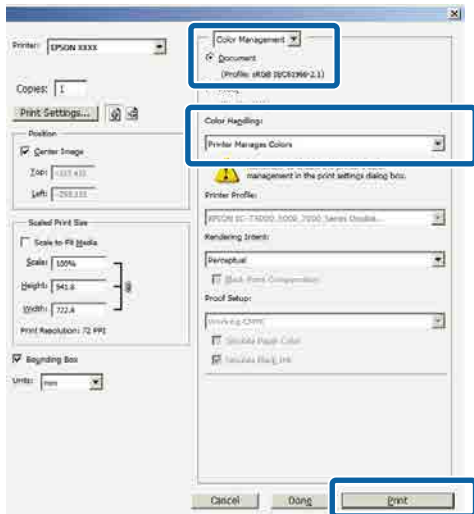 Printer: EPSON XXXX
Copies: 1
Print Settings...
Position
Center Image
Top:
Left:
Scaled Print Size
Scale to Fit Media
Scale: 100%
Height: 541.8
Width: 722.4
Print Resolution: 72 PPI
Bounding Box
Units: mm
Color Management
Document
(Profile: sRGB IEC61966-2.1)
Color Handling:
Printer Manages Colors
management in the print settings dialog box.
Printer Profile:
Rendering Intent:
Perceptual
Black Point Compensation
Proof Setup:
Working CMYK
Simulate Paper Color
Simulate Black Ink
Cancel
Done
Print